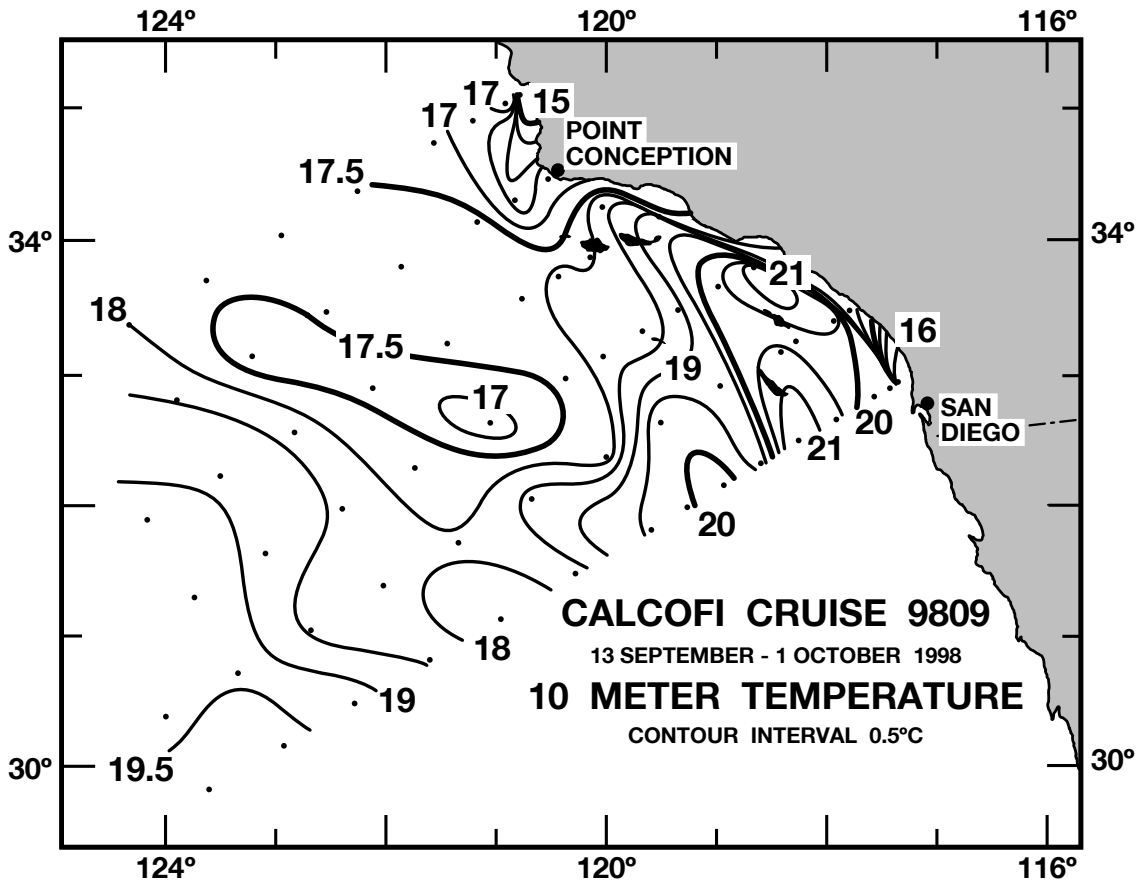 124º 120º 116º
17 15
17
POINT
CONCEPTION
17.5
34º 34º
21
18
17.5
16
19
17
SAN
DIEGO
20
21
20
CALCOFI CRUISE 9809
18
13 SEPTEMBER - 1 OCTOBER 1998
19
10 METER TEMPERATURE
CONTOUR INTERVAL 0.5ºC
30º 19.5 30º
124º 120º 116º